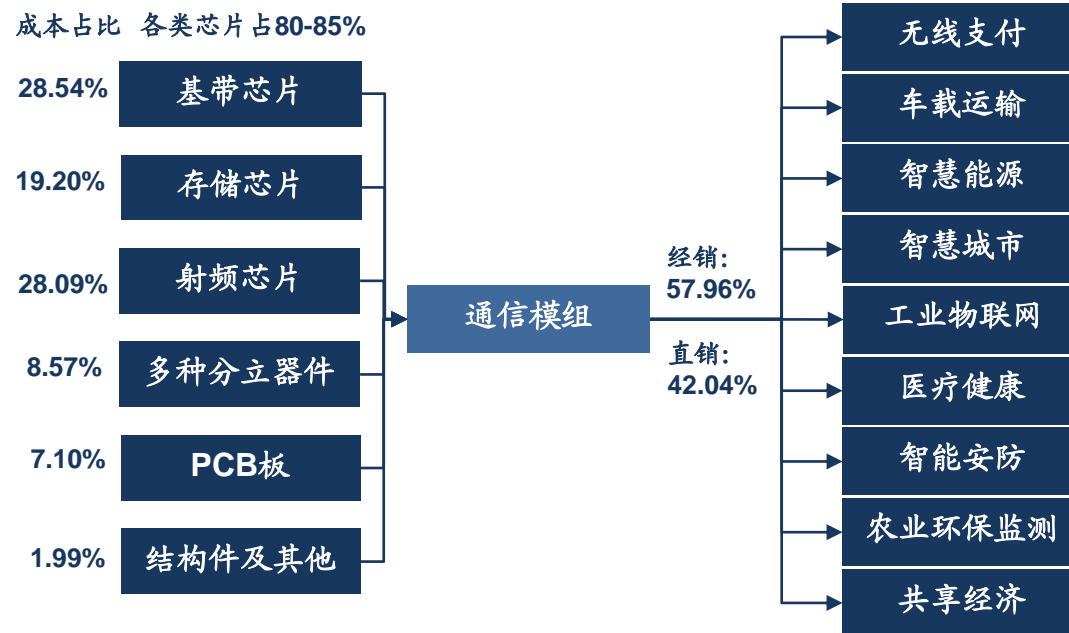 成本占比 各类芯片占80-85%
28.54%
基带芯片
19.20%
存储芯片
28.09%
射频芯片
8.57%
多种分立器件
7.10%
PCB板
1.99%
结构件及其他
通信模组
经销：
57.96%
直销：
42.04%
无线支付
车载运输
智慧能源
智慧城市
工业物联网
医疗健康
智能安防
农业环保监测
共享经济